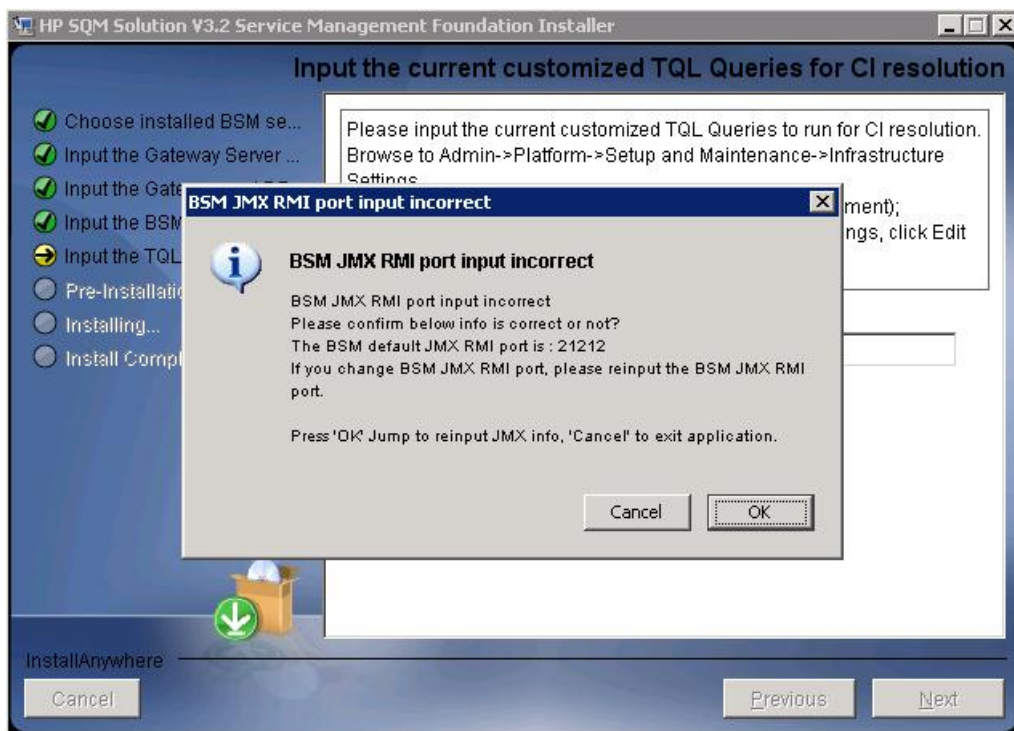 HP SQM Solution V3.2 Service Management Foundation Installer
Input the current customized TQL Queries for CI resolution
Choose installed BSM se...
Input the Gateway Server ...
Input the Gate
Input the BSM
Input the TQL
Pre-Installatio
Installing...
Install Compl
Please input the current customized TQL Queries to run for CI resolution.
Browse to Admin->Platform->Setup and Maintenance->Infrastructure
Settings
ment);
ngs, click Edit
BSM JMX RMI port input incorrect
BSM JMX RMI port input incorrect
BSM JMX RMI port input incorrect
Please confirm below info is correct or not?
The BSM default JMX RMI port is : 21212
If you change BSM JMX RMI port, please reinput the BSM JMX RMI
port.
Press 'OK' Jump to reinput JMX info, 'Cancel' to exit application.
Cancel
OK
InstallAnywhere
Cancel
Previous
Next